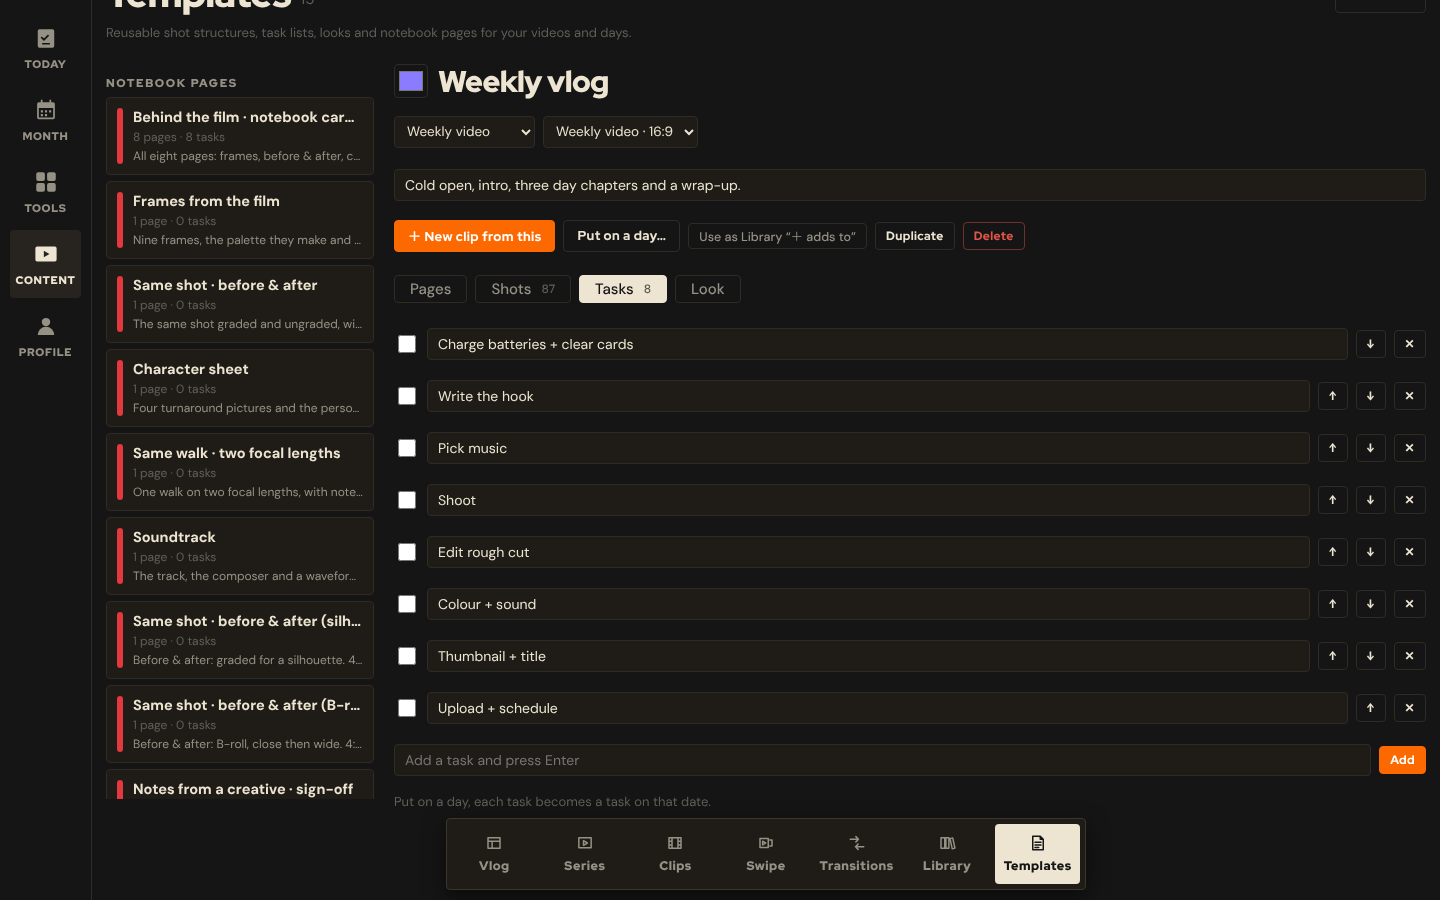 Templates 15
Reusable shot structures, task lists, looks and notebook pages for your videos and days.
TODAY
MONTH
TOOLS
CONTENT
PROFILE
NOTEBOOK PAGES
Behind the film · notebook car…
8 pages · 8 tasks
All eight pages: frames, before & after, c…
Frames from the film
1 page · 0 tasks
Nine frames, the palette they make and …
Same shot · before & after
1 page · 0 tasks
The same shot graded and ungraded, wi…
Character sheet
1 page · 0 tasks
Four turnaround pictures and the perso…
Same walk · two focal lengths
1 page · 0 tasks
One walk on two focal lengths, with note…
Soundtrack
1 page · 0 tasks
The track, the composer and a wavefor…
Same shot · before & after (silh…
1 page · 0 tasks
Before & after: graded for a silhouette. 4…
Same shot · before & after (B-r…
1 page · 0 tasks
Before & after: B-roll, close then wide. 4:…
Notes from a creative · sign-off
Weekly vlog
Weekly video
Weekly video · 16:9
Cold open, intro, three day chapters and a wrap-up.
+ New clip from this
Put on a day…
Use as Library “+ adds to”
Duplicate
Delete
Pages
Shots 87
Tasks 8
Look
Charge batteries + clear cards
Write the hook
Pick music
Shoot
Edit rough cut
Colour + sound
Thumbnail + title
Upload + schedule
Add a task and press Enter
Add
Put on a day, each task becomes a task on that date.
Vlog
Series
Clips
Swipe
Transitions
Library
Templates